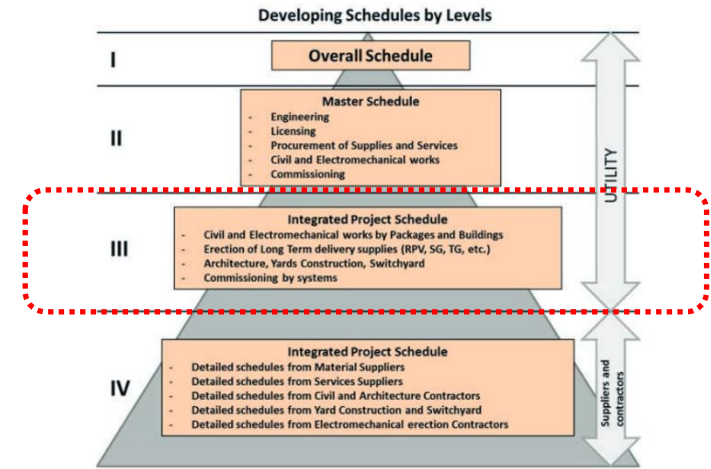 Developing Schedules by Levels
I
Overall Schedule
II
Master Schedule
- Engineering
- Licensing
- Procurement of Supplies and Services
- Civil and Electromechanical works
- Commissioning
UTILITY
III
Integrated Project Schedule
- Civil and Electromechanical works by Packages and Buildings
- Erection of Long Term delivery supplies (RPV, SG, TG, etc.)
- Architecture, Yards Construction, Switchyard
- Commissioning by systems
IV
Integrated Project Schedule
- Detailed schedules from Material Suppliers
- Detailed schedules from Services Suppliers
- Detailed schedules from Civil and Architecture Contractors
- Detailed schedules from Yard Construction and Switchyard
- Detailed schedules from Electromechanical erection Contractors
Suppliers and
contractors